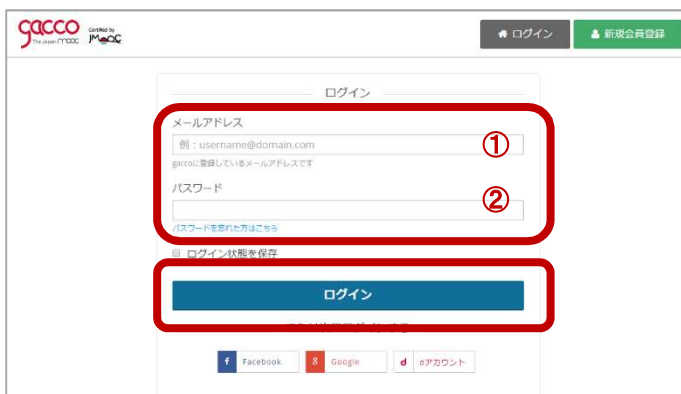 gacco
The Japan MOOC
Certified by
JMOOC
ログイン
新規会員登録
ログイン
メールアドレス
例：username@domain.com
①
gaccoに登録しているメールアドレスです
パスワード
②
パスワードを忘れた方はこちら
ログイン状態を保存
ログイン
f Facebook
8 Google
d dアカウント